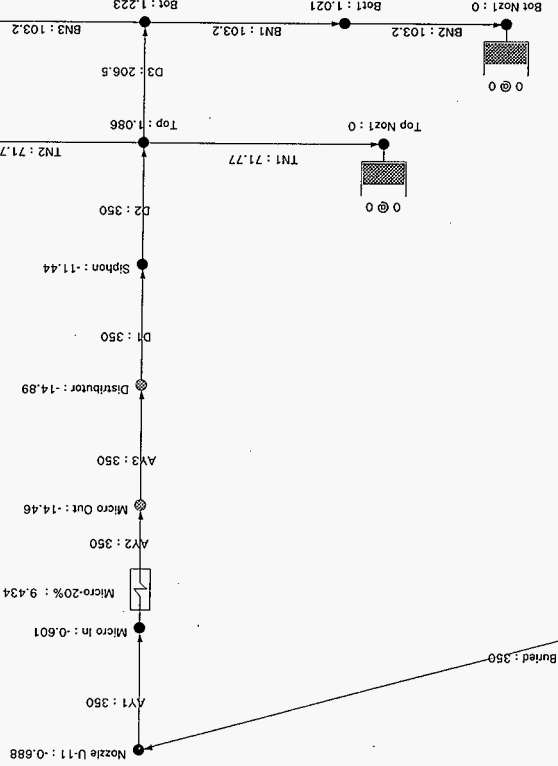 Nozzle U-11 : -0.688
AY1 : 350
Buried : 350
Micro In : -0.601
Micro-20% : 9.434
AY2 : 350
Micro Out : -14.46
AY3 : 350
Distributor : -14.89
D1 : 350
Siphon : -11.44
D2 : 350
0 @ 0
TN1 : 71.77
TN2 : 71.7
Top Noz1 : 0
Top : 1.086
0 @ 0
D3 : 206.5
BN2 : 103.2
BN1 : 103.2
BN3 : 103.2
Bot Noz1 : 0
Bot1 : 1.021
Bot : 1.223